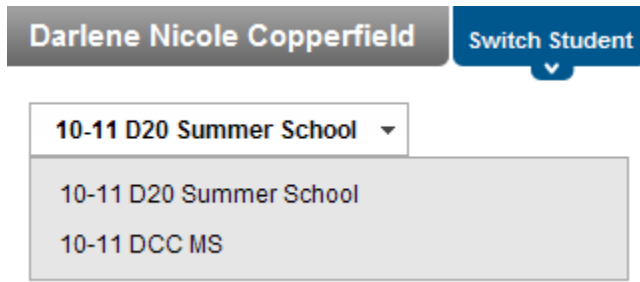 Darlene Nicole Copperfield
Switch Student
10-11 D20 Summer School
10-11 D20 Summer School
10-11 DCC MS